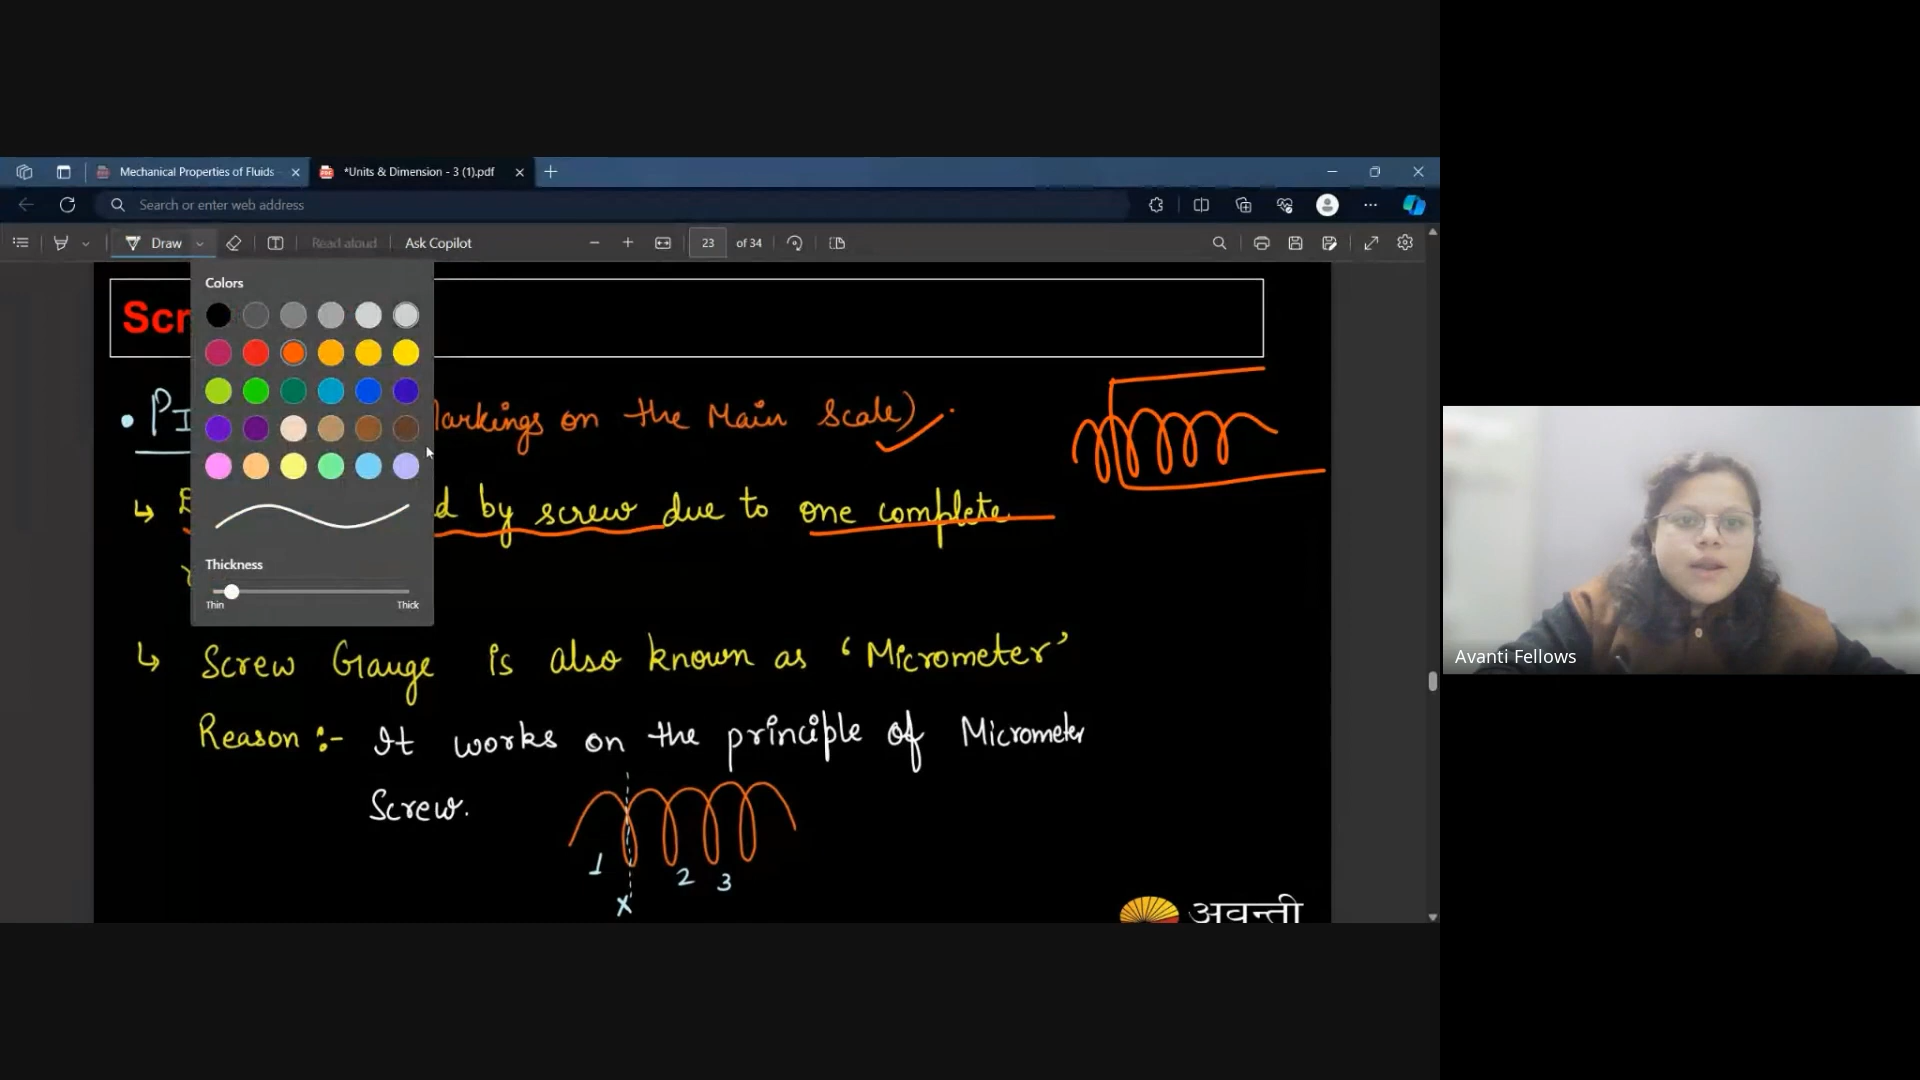 Mechanical Properties of Fluids
*Units & Dimension - 3 (1).pdf
Search or enter web address
Draw
Read aloud
Ask Copilot
23 of 34
Colors
Scr
• PI arkings on the Main Scale)
↳ d by screw due to one complete
Thickness
Thin Thick
↳ Screw Gauge is also known as ‘Micrometer’
Reason :- It works on the principle of Micrometer
Screw.
1 2 3
x
अवन्ती
Avanti Fellows